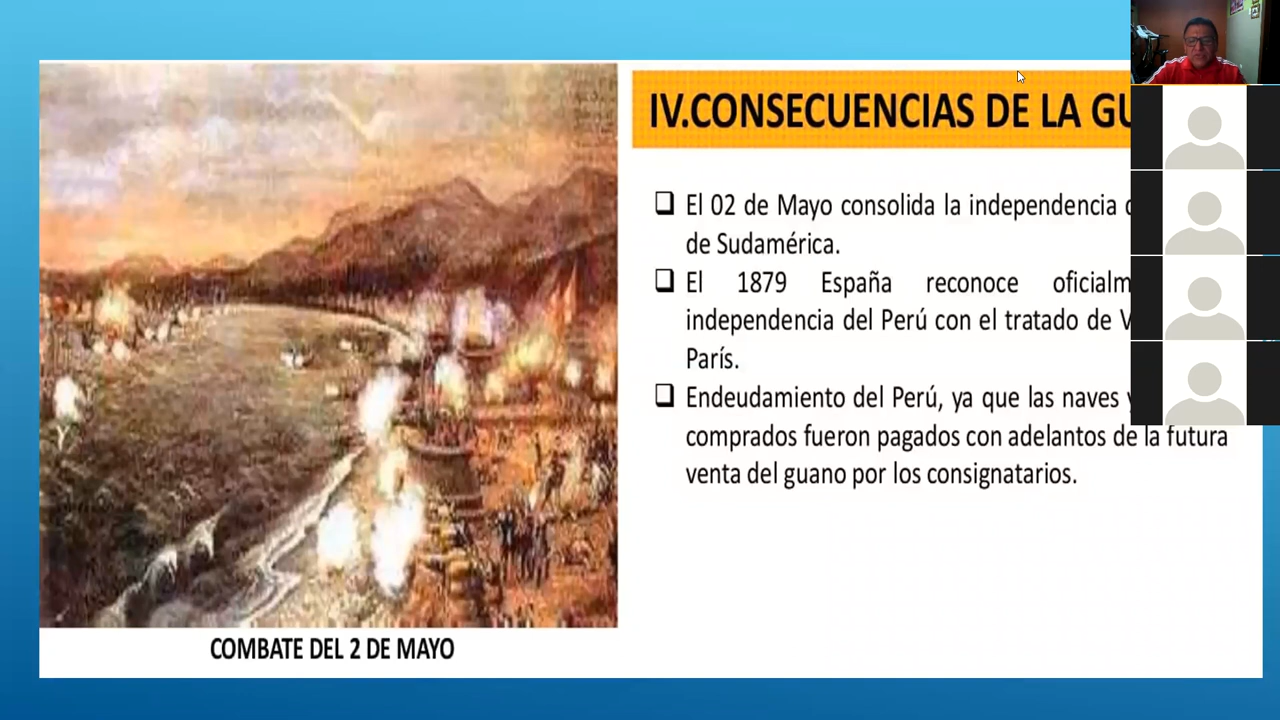 IV.CONSECUENCIAS DE LA
El 02 de Mayo consolida la independencia
de Sudamérica.
El 1879 España reconoce
independencia del Perú con el tratado de
París.
Endeudamiento del Perú, ya que las naves y
comprados fueron pagados con adelantos de la futura
venta del guano por los consignatarios.
COMBATE DEL 2 DE MAYO